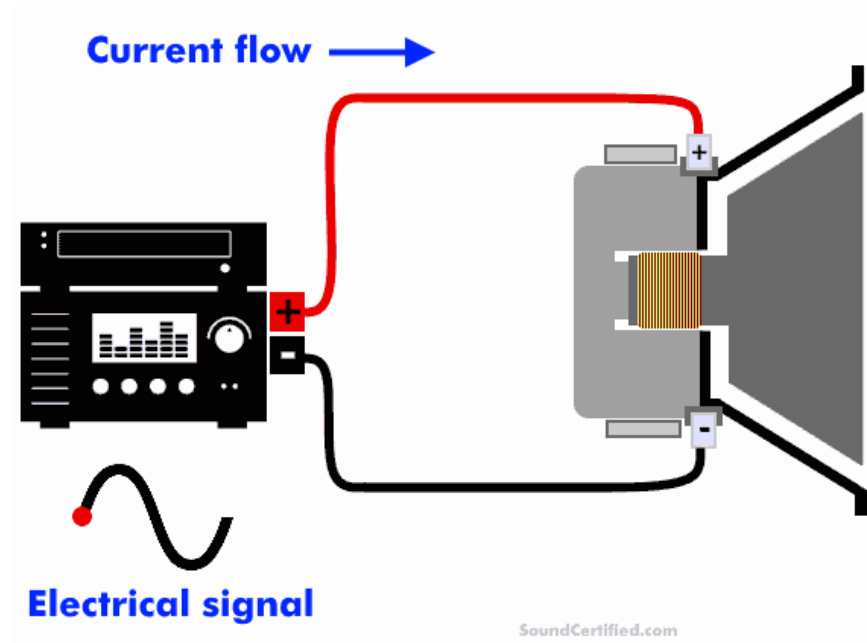 Current flow
+
+
-
-
Electrical signal
SoundCertified.com